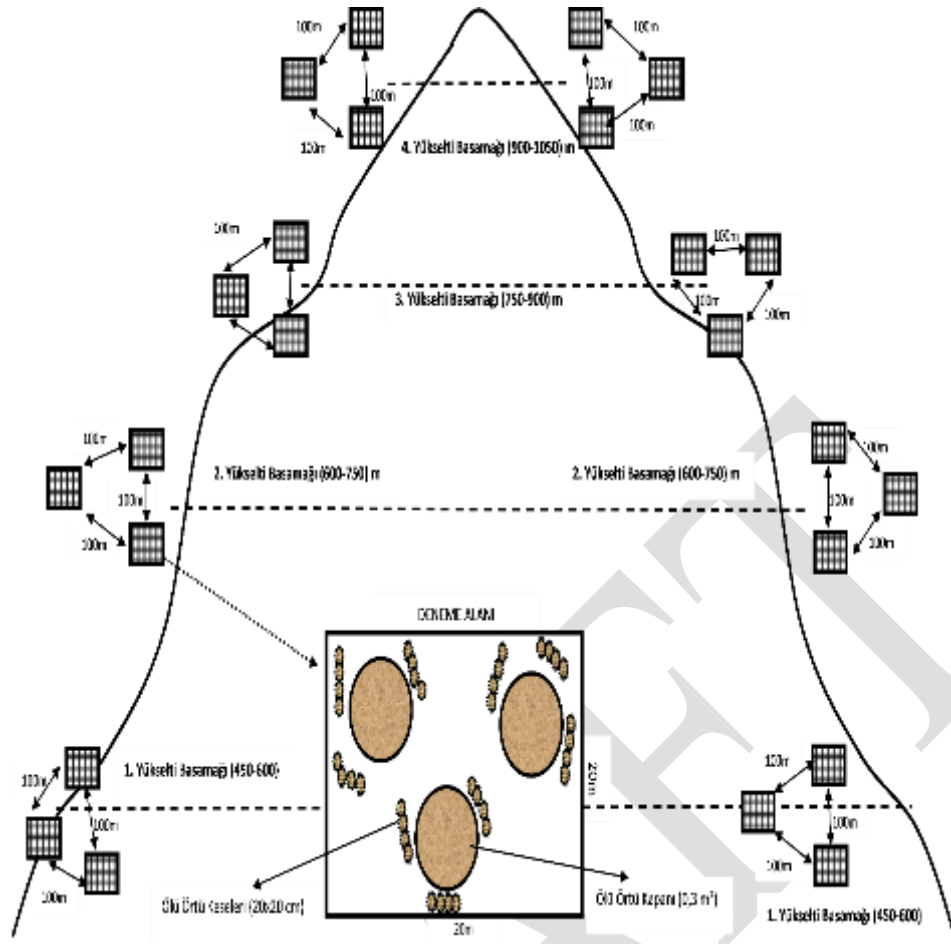 100m
100m
100m
100m
100m
100m
4. Yükselti Basamağı (900-1050) m
100m
100m
3. Yükselti Basamağı (750-900) m
100m
100m
100m
100m
100m
2. Yükselti Basamağı (600-750) m
2. Yükselti Basamağı (600-750) m
100m
100m
100m
100m
DENEME ALANI
1. Yükselti Basamağı (450-600)
20m
100m
100m
100m
100m
100m
100m
Ölü Örtü Keseleri (20x20 cm)
Ölü Örtü Kapanı (0,3 m²)
20m
1. Yükselti Basamağı (450-600)